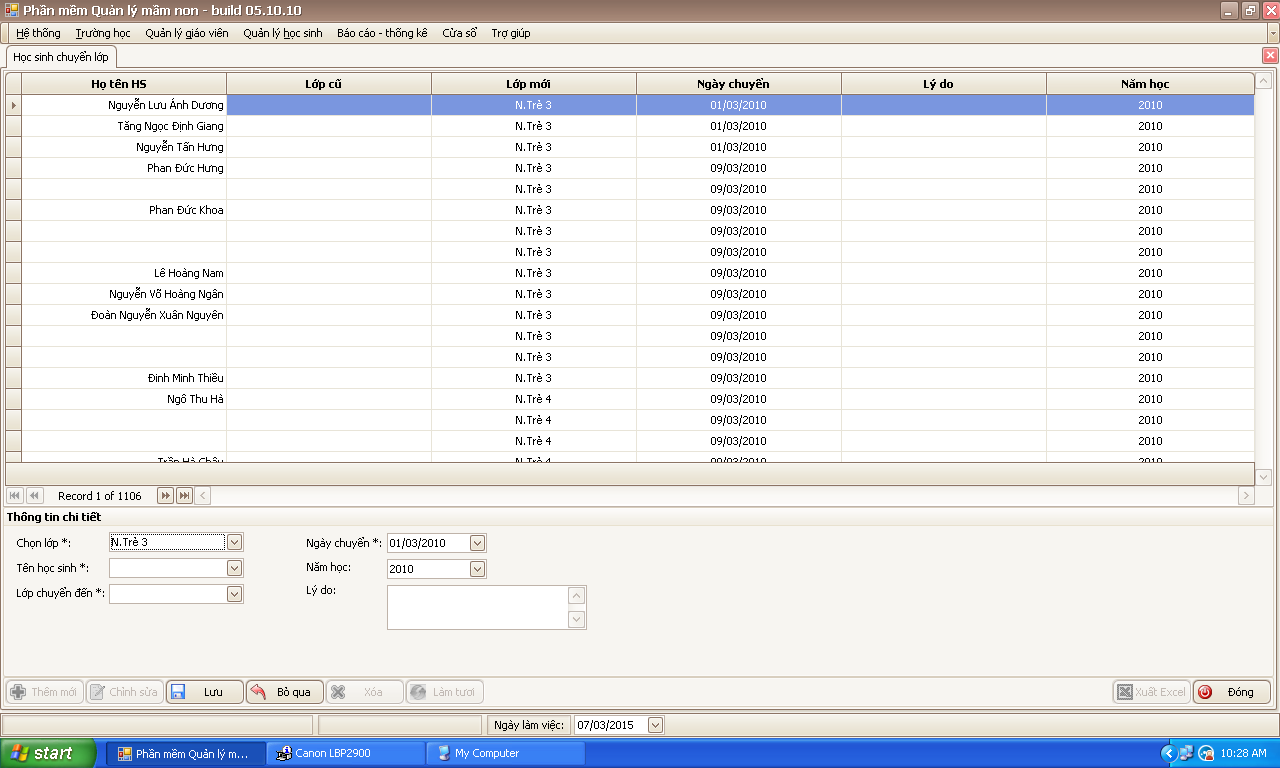 Phần mềm Quản lý mầm non - build 05.10.10
Hệ thống Trường học Quản lý giáo viên Quản lý học sinh Báo cáo - thống kê Cửa sổ Trợ giúp
Học sinh chuyển lớp
Họ tên HS Lớp cũ Lớp mới Ngày chuyển Lý do Năm học
Nguyễn Lưu Ánh Dương N.Trẻ 3 01/03/2010 2010
Tăng Ngọc Định Giang N.Trẻ 3 01/03/2010 2010
Nguyễn Tấn Hưng N.Trẻ 3 01/03/2010 2010
Phan Đức Hưng N.Trẻ 3 09/03/2010 2010
N.Trẻ 3 09/03/2010 2010
Phan Đức Khoa N.Trẻ 3 09/03/2010 2010
N.Trẻ 3 09/03/2010 2010
N.Trẻ 3 09/03/2010 2010
Lê Hoàng Nam N.Trẻ 3 09/03/2010 2010
Nguyễn Võ Hoàng Ngân N.Trẻ 3 09/03/2010 2010
Đoàn Nguyễn Xuân Nguyên N.Trẻ 3 09/03/2010 2010
N.Trẻ 3 09/03/2010 2010
N.Trẻ 3 09/03/2010 2010
Đinh Minh Thiều N.Trẻ 3 09/03/2010 2010
Ngô Thu Hà N.Trẻ 4 09/03/2010 2010
N.Trẻ 4 09/03/2010 2010
N.Trẻ 4 09/03/2010 2010
Trần Hà Châu N.Trẻ 4 09/03/2010 2010
Record 1 of 1106
Thông tin chi tiết
Chọn lớp *: N.Trẻ 3 Ngày chuyển *: 01/03/2010
Tên học sinh *: Năm học: 2010
Lớp chuyển đến *: Lý do:
Thêm mới Chỉnh sửa Lưu Bỏ qua Xóa Làm tươi Xuất Excel Đóng
Ngày làm việc: 07/03/2015
start Phần mềm Quản lý m... Canon LBP2900 My Computer 10:28 AM